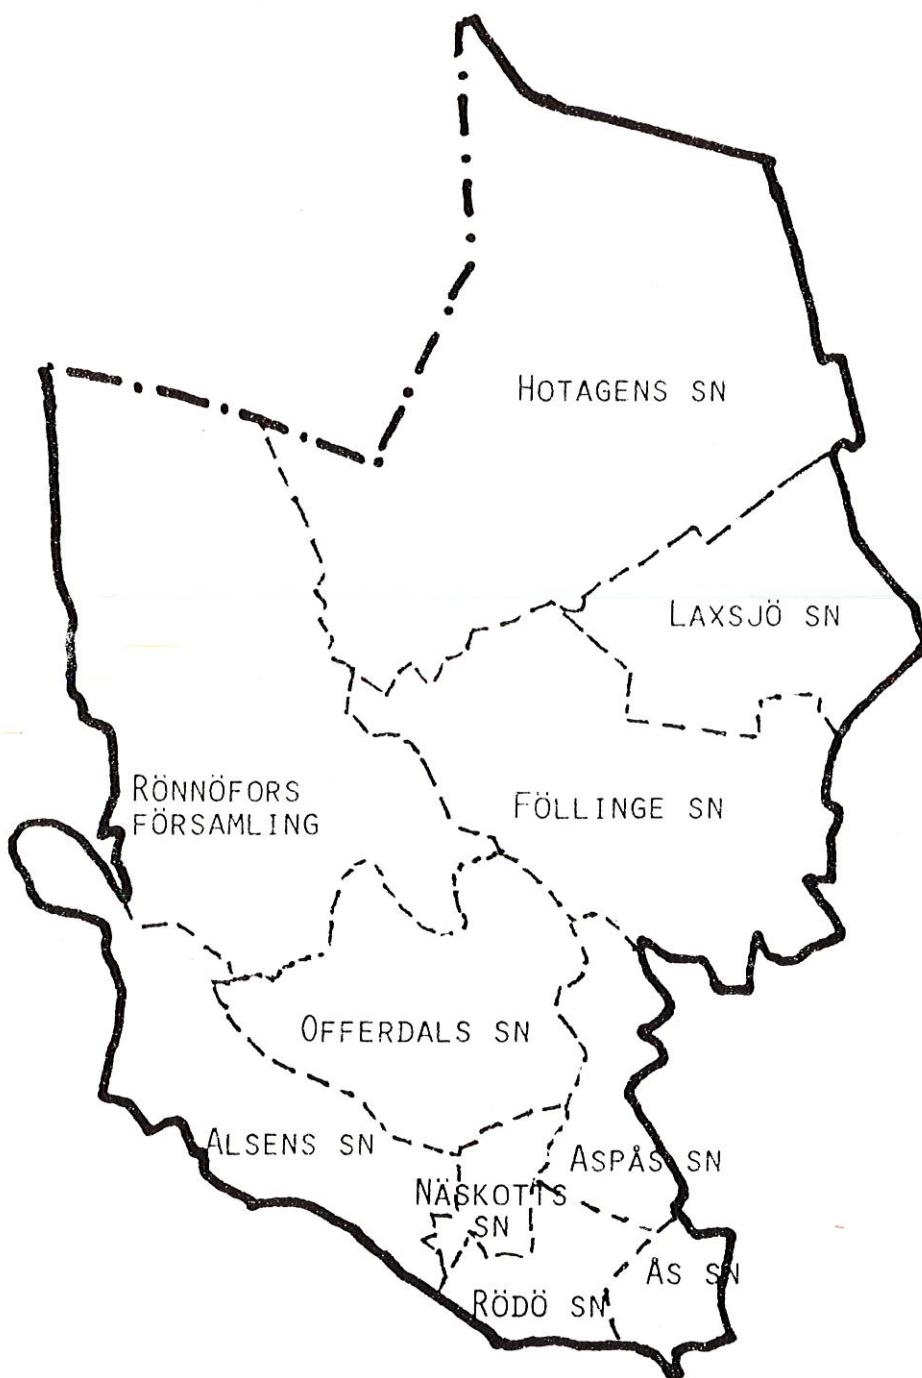 HOTAGENS SN
LAXSJÖ SN
RÖNNÖFORS
FÖRSAMLING
FÖLLINGE SN
OFFERDALS SN
ALSENS SN
ASPÅS SN
NÄSKOTTS
SN
ÅS SN
RÖDÖ SN